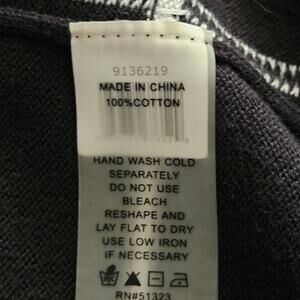 9136219
MADE IN CHINA
100%COTTON
HAND WASH COLD
SEPARATELY
DO NOT USE
BLEACH
RESHAPE AND
LAY FLAT TO DRY
USE LOW IRON
IF NECESSARY
RN#51323